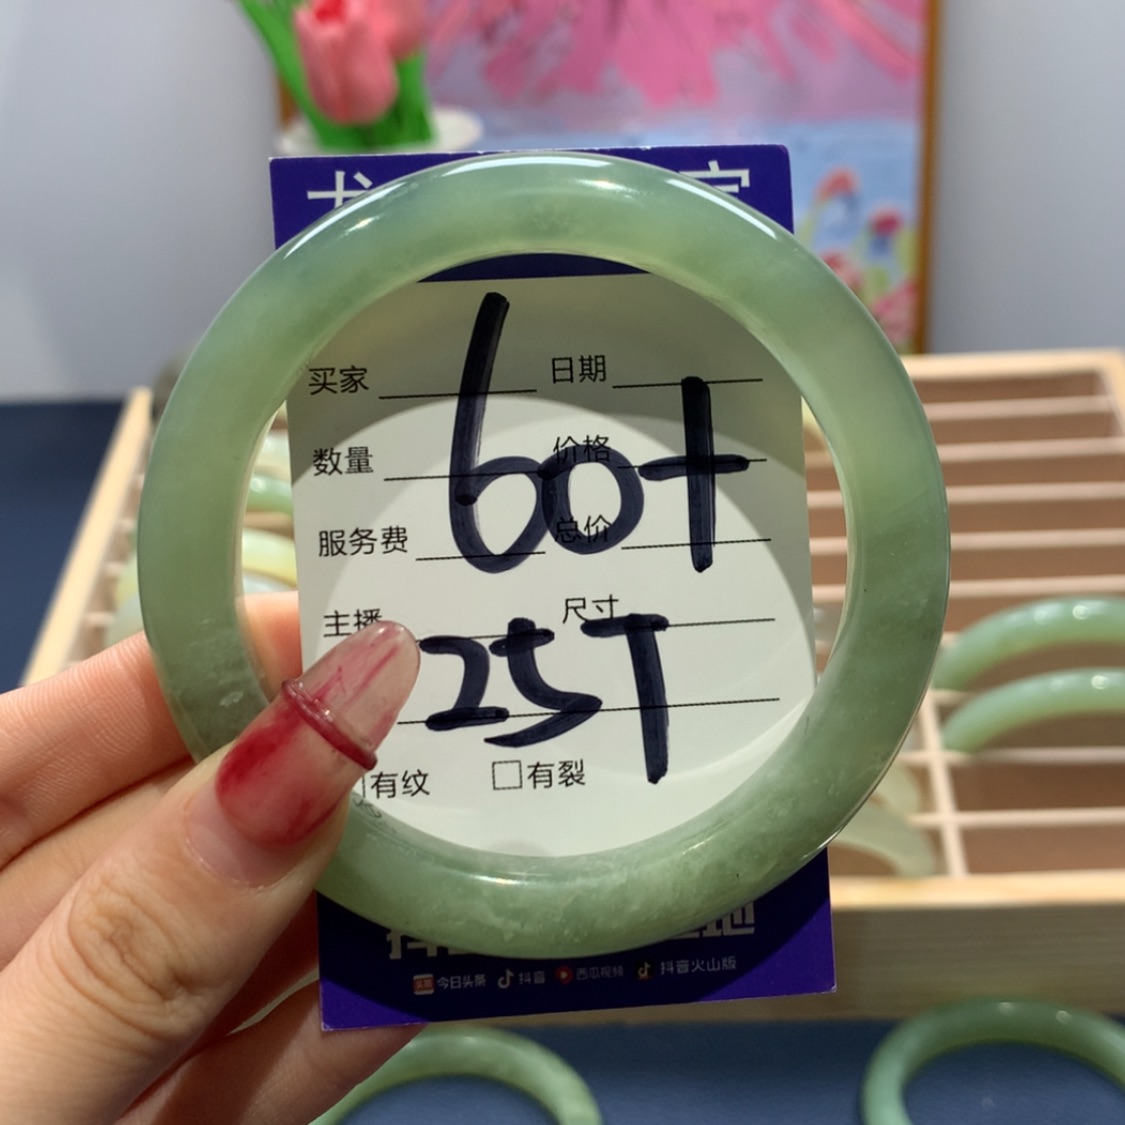 买家 日期
60+
数量 价格
服务费 总价
主播 尺寸
25T
有纹 □有裂
今日头条 抖音 西瓜视频 抖音火山版